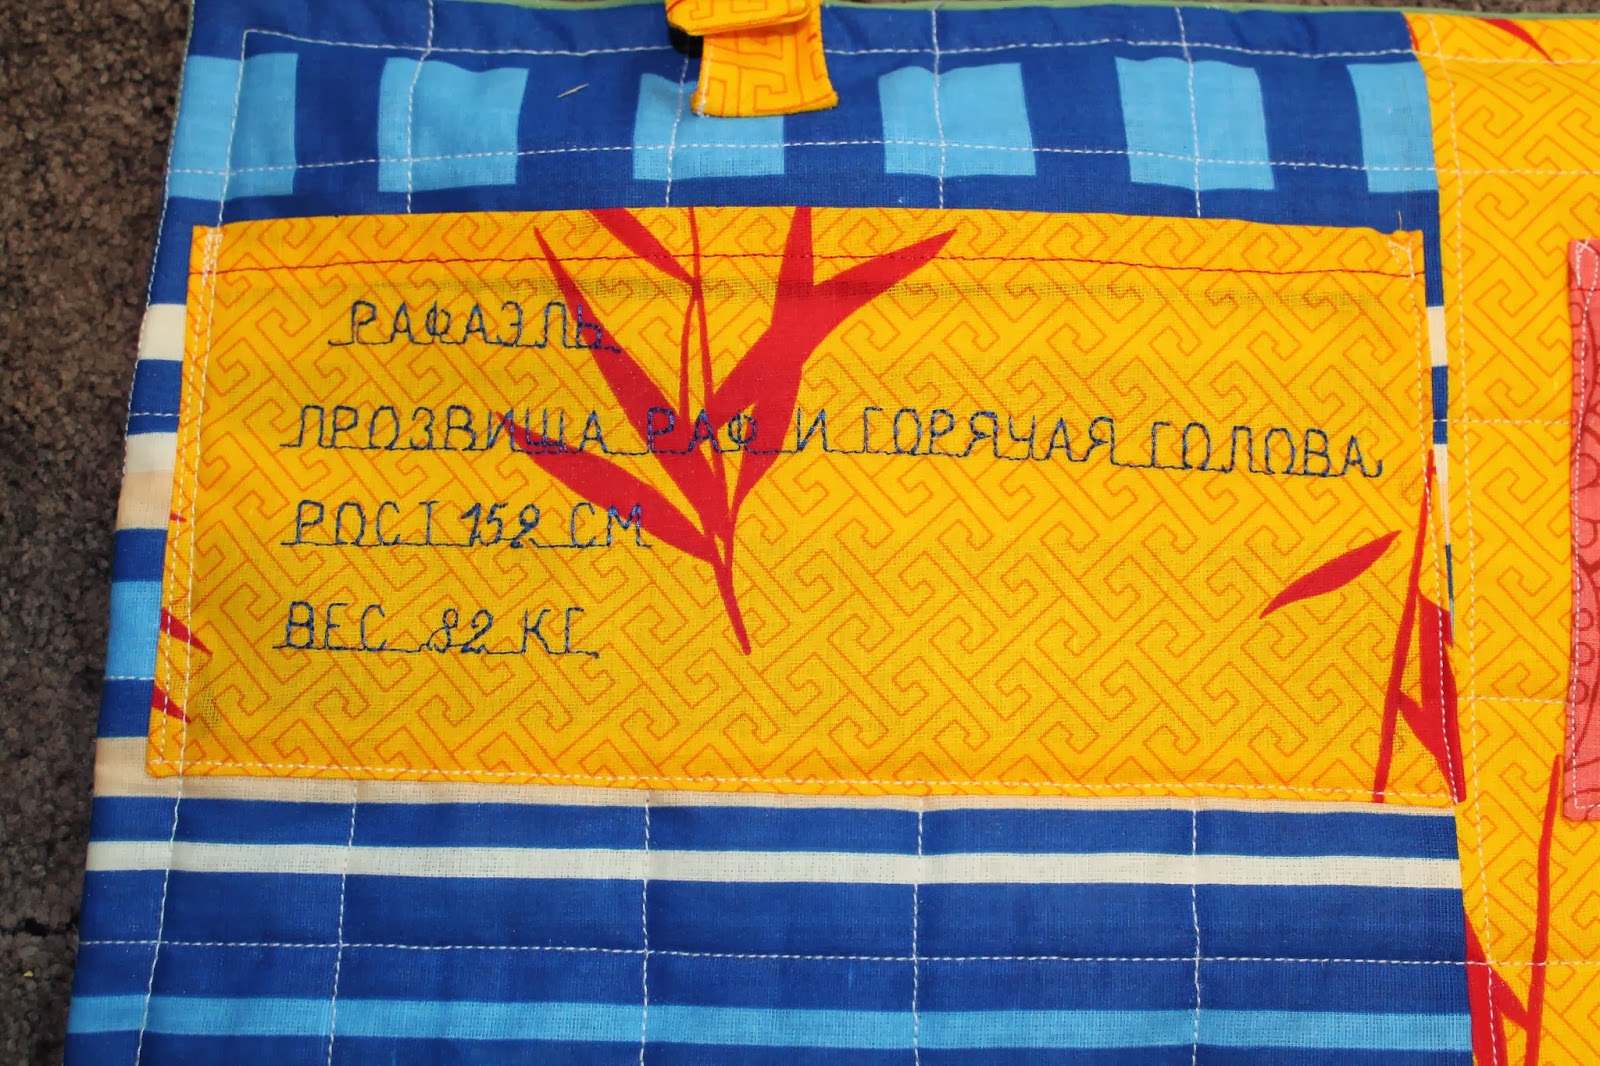 РАФАЭЛЬ
ПРОЗВИЩА РАФ И ГОРЯЧАЯ ГОЛОВА
РОСТ 152 СМ
ВЕС 82 КГ